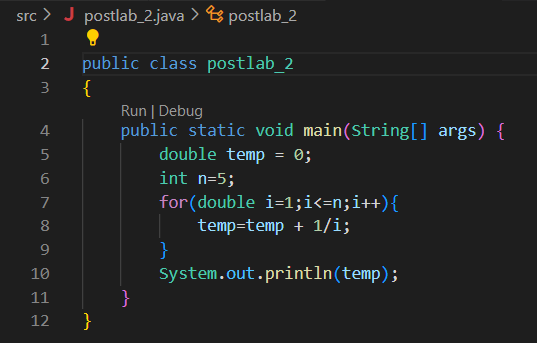 src > J postlab_2.java > postlab_2
1
2 public class postlab_2
3 {
Run | Debug
4 public static void main(String[] args) {
5 double temp = 0;
6 int n=5;
7 for(double i=1;i<=n;i++){
8 temp=temp + 1/i;
9 }
10 System.out.println(temp);
11 }
12 }